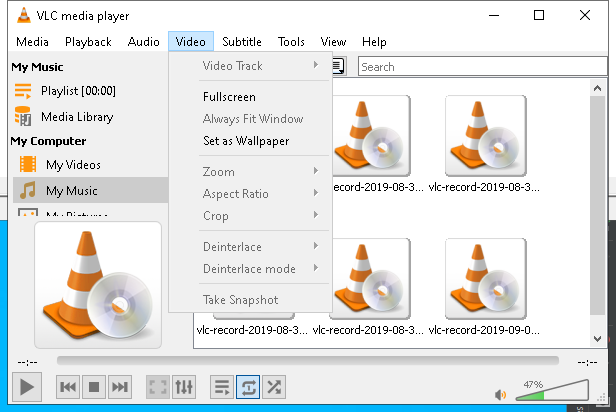 VLC media player
Media Playback Audio Video Subtitle Tools View Help
My Music
Playlist [00:00]
Media Library
My Computer
My Videos
My Music
My Pictures
Video Track
Fullscreen
Always Fit Window
Set as Wallpaper
Zoom
Aspect Ratio
Crop
Deinterlace
Deinterlace mode
Take Snapshot
Search
vlc-record-2019-08-3... vlc-record-2019-08-3...
vlc-record-2019-08-3... vlc-record-2019-08-3... vlc-record-2019-09-0...
--:-- --:--
47%